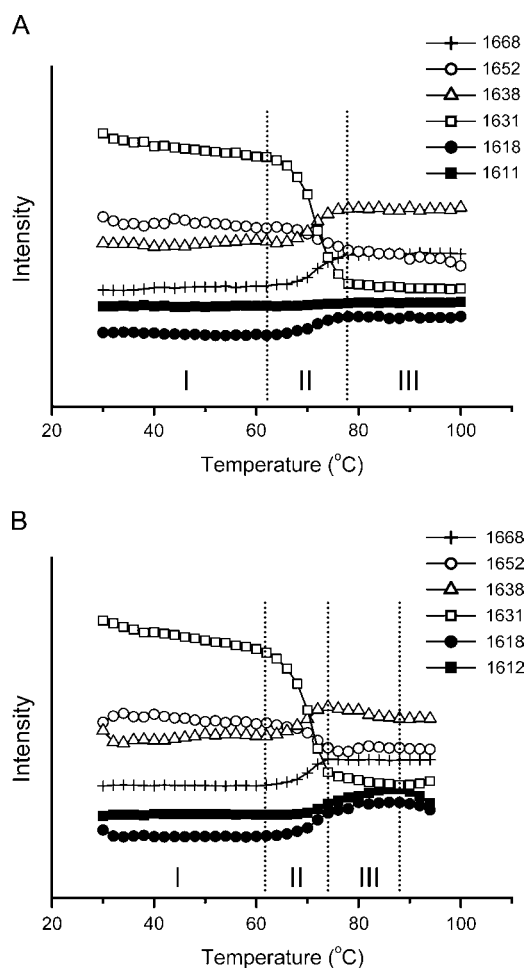 A
1668
1652
1638
1631
1618
1611
Intensity
I II III
20 40 60 80 100
Temperature (°C)
B
1668
1652
1638
1631
1618
1612
Intensity
I II III
20 40 60 80 100
Temperature (°C)